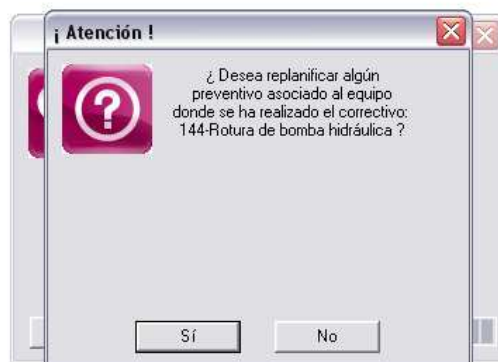 ¡ Atención !
¿ Desea replanificar algún
preventivo asociado al equipo
donde se ha realizado el correctivo:
144-Rotura de bomba hidráulica ?
Sí
No